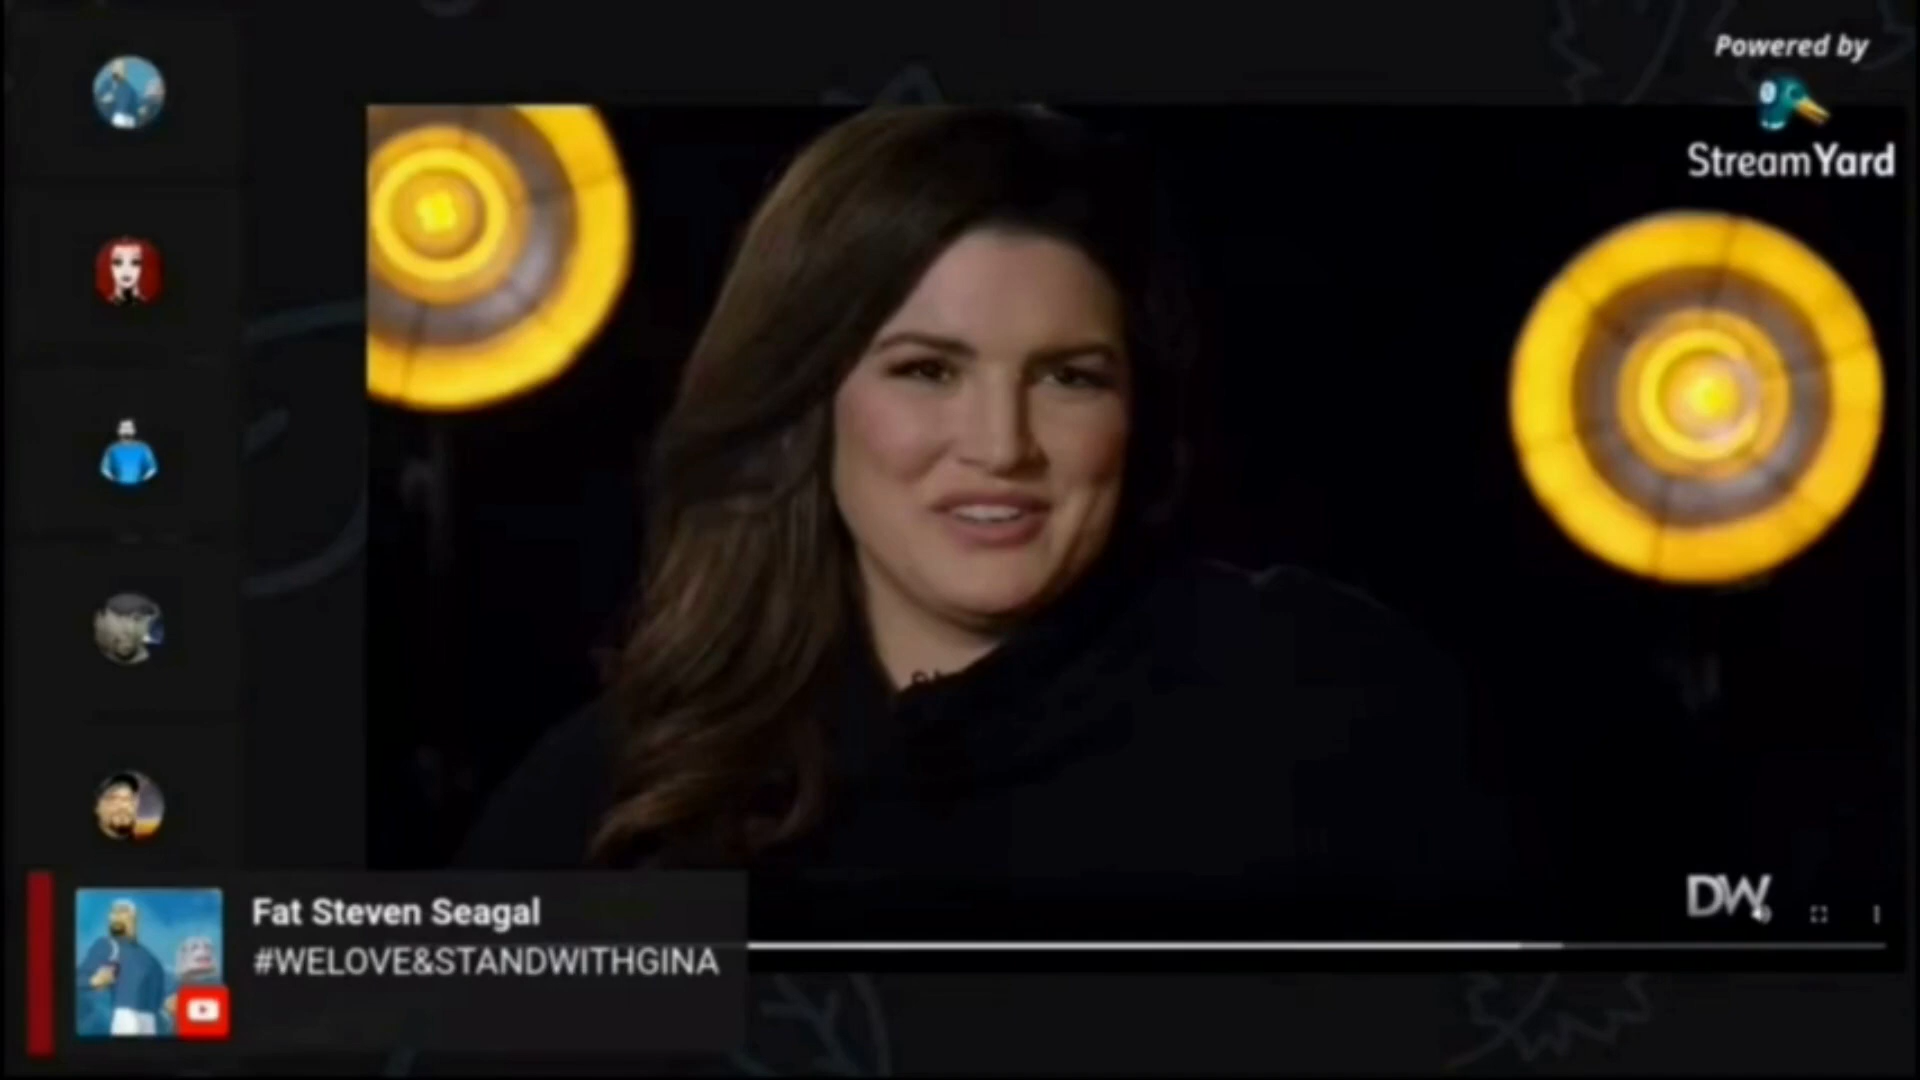 Powered by
StreamYard
DW
Fat Steven Seagal
#WELOVE&STANDWITHGINA